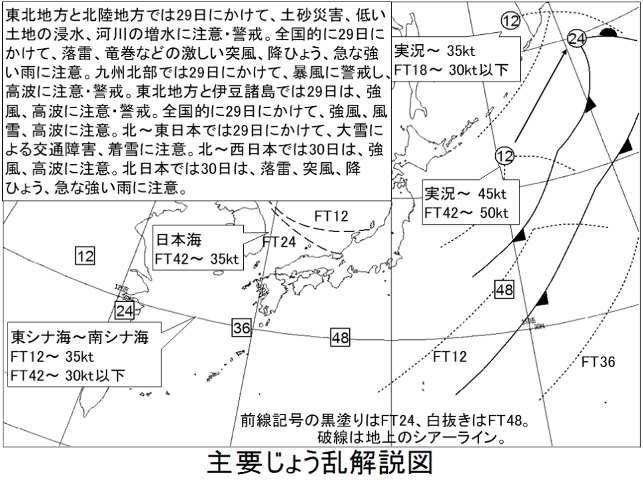 東北地方と北陸地方では29日にかけて、土砂災害、低い
土地の浸水、河川の増水に注意・警戒。全国的に29日に
かけて、落雷、竜巻などの激しい突風、降ひょう、急な強
い雨に注意。九州北部では29日にかけて、暴風に警戒し、
高波に注意・警戒。東北地方と伊豆諸島では29日は、強
風、高波に注意・警戒。全国的に29日にかけて、強風、風
雪、高波に注意。北～東日本では29日にかけて、大雪に
よる交通障害、着雪に注意。北～西日本では30日は、強
風、高波に注意。北日本では30日は、落雷、突風、降
ひょう、急な強い雨に注意。
12
24
実況～ 35kt
FT18～ 30kt以下
12
実況～ 45kt
FT42～ 50kt
FT12
日本海
FT42～ 35kt
FT24
12
24
48
36
48
東シナ海～南シナ海
FT12～ 35kt
FT42～ 30kt以下
FT12
FT36
前線記号の黒塗りはFT24、白抜きはFT48。
破線は地上のシアーライン。
主要じょう乱解説図